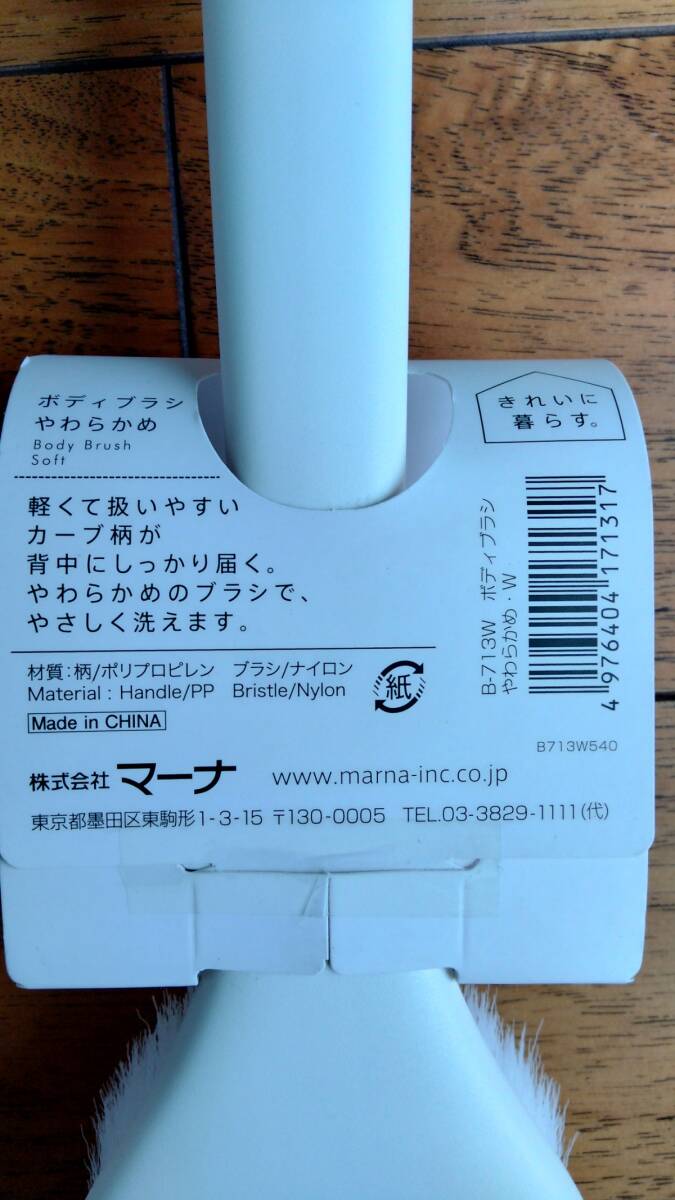 ボディブラシ
やわらかめ
Body Brush
Soft
きれいに
暮らす。
軽くて扱いやすい
カーブ柄が
背中にしっかり届く。
やわらかめのブラシで、
やさしく洗えます。
B-713W ボディブラシ
やわらかめ・W
4 976404 171317
材質:柄/ポリプロピレン ブラシ/ナイロン
Material : Handle/PP Bristle/Nylon
紙
Made in CHINA
B713W540
株式会社 マーナ www.marna-inc.co.jp
東京都墨田区東駒形1-3-15 〒130-0005 TEL.03-3829-1111(代)